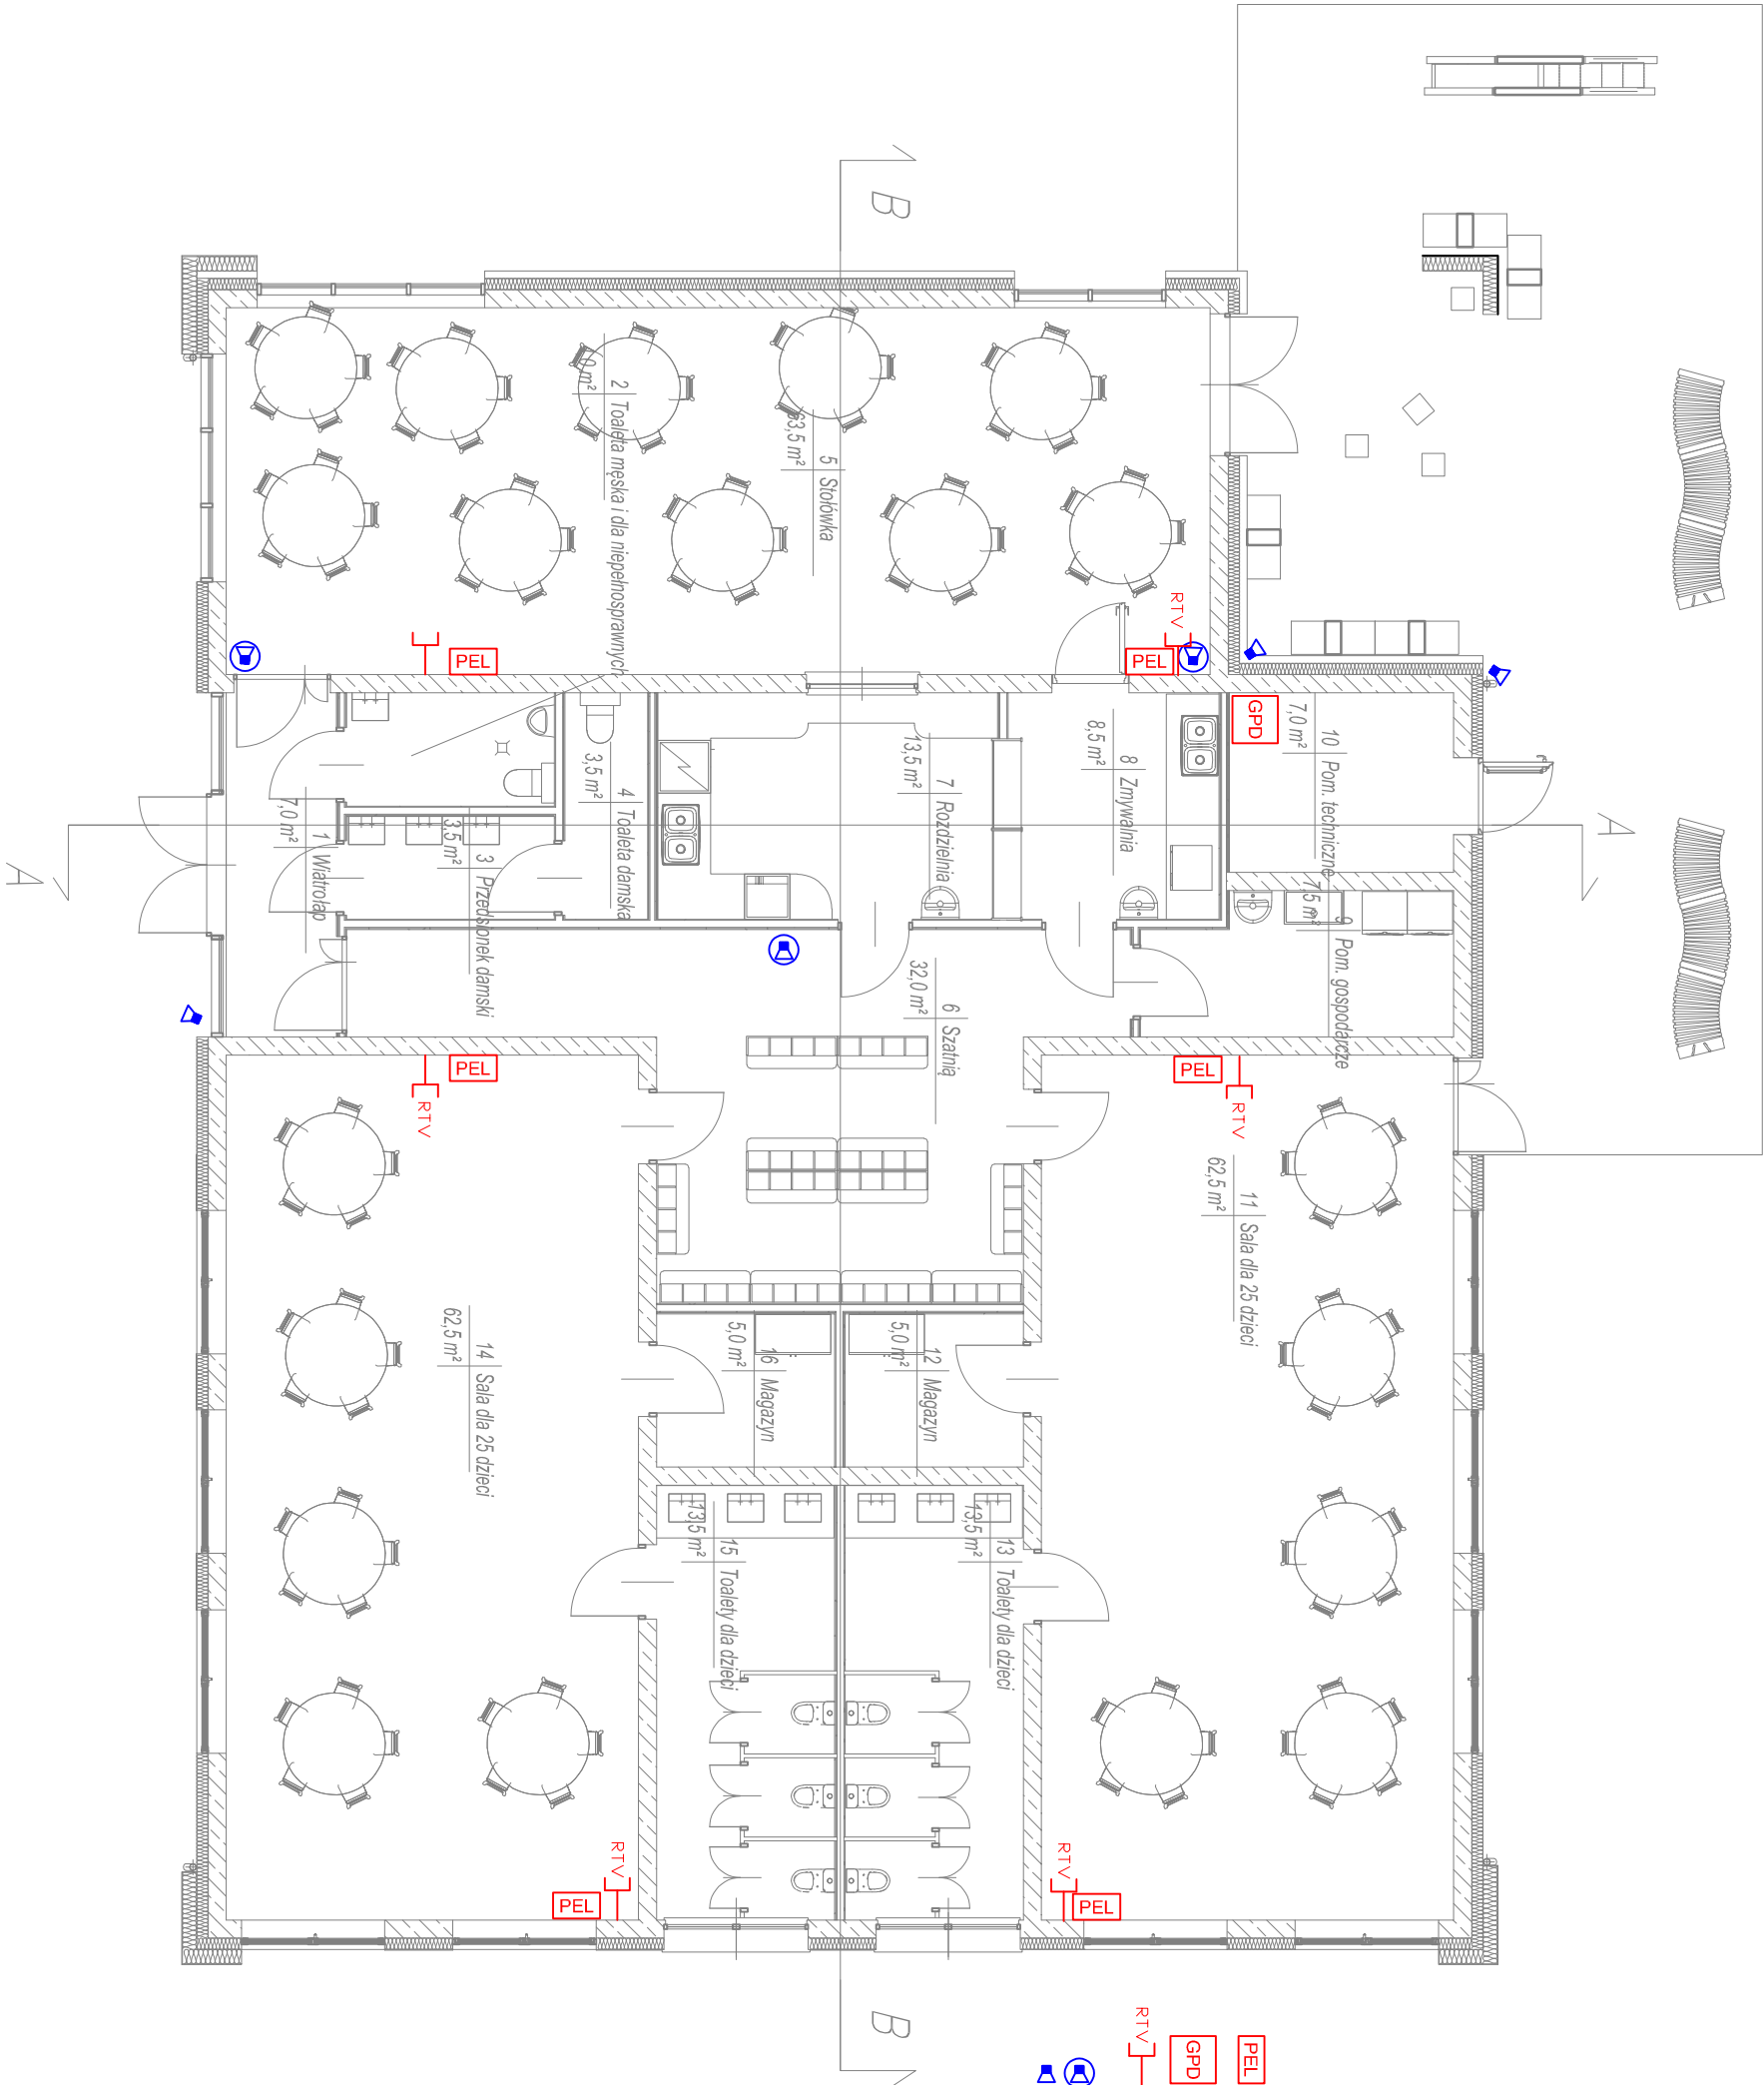 B
2 Toaleta męska i dla niepełnosprawnych
5 Stołówka
63,5 m²
RTV
PEL
PEL
GPD
10 Pom. techniczne
7,0 m²
8 Zmywalnia
8,5 m²
7 Rozdzielnia
13,5 m²
4 Toaleta damska
3,5 m²
3 Przedsionek damski
3,5 m²
1 Wiatrołap
7,0 m²
A
A
9 Pom. gospodarcze
7,5 m²
6 Szatnia
32,0 m²
PEL
RTV
PEL
RTV
11 Sala dla 25 dzieci
62,5 m²
14 Sala dla 25 dzieci
62,5 m²
16 Magazyn
5,0 m²
12 Magazyn
5,0 m²
15 Toalety dla dzieci
13,5 m²
13 Toalety dla dzieci
13,5 m²
RTV
PEL
RTV
PEL
B
RTV
GPD
PEL